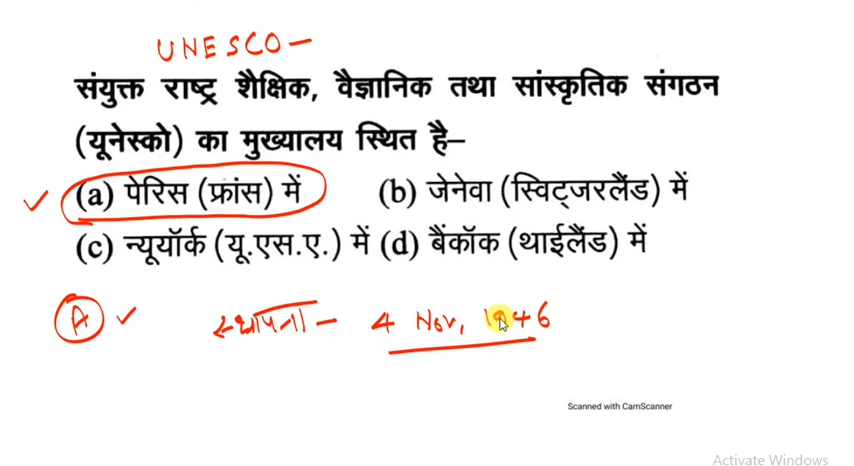 UNESCO –
संयुक्त राष्ट्र शैक्षिक, वैज्ञानिक तथा सांस्कृतिक संगठन
(यूनेस्को) का मुख्यालय स्थित है–
(a) पेरिस (फ्रांस) में (b) जेनेवा (स्विट्जरलैंड) में
(c) न्यूयॉर्क (यू.एस.ए.) में (d) बैंकॉक (थाईलैंड) में
A स्थापना – 4 Nov, 1946
Scanned with CamScanner
Activate Windows